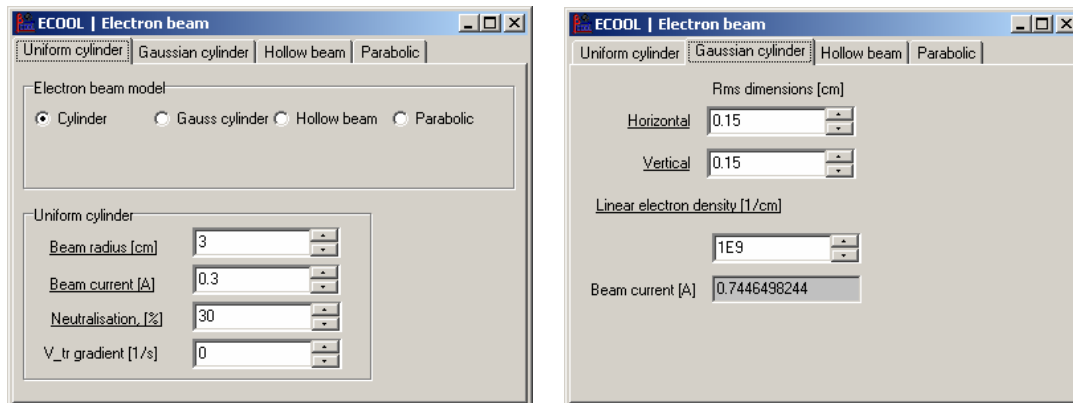 ECOOL | Electron beam
Uniform cylinder Gaussian cylinder Hollow beam Parabolic
Electron beam model
Cylinder Gauss cylinder Hollow beam Parabolic
Uniform cylinder
Beam radius [cm] 3
Beam current [A] 0.3
Neutralisation, [%] 30
V_tr gradient [1/s] 0
ECOOL | Electron beam
Uniform cylinder Gaussian cylinder Hollow beam Parabolic
Rms dimensions [cm]
Horizontal 0.15
Vertical 0.15
Linear electron density [1/cm]
1E9
Beam current [A] 0.7446498244